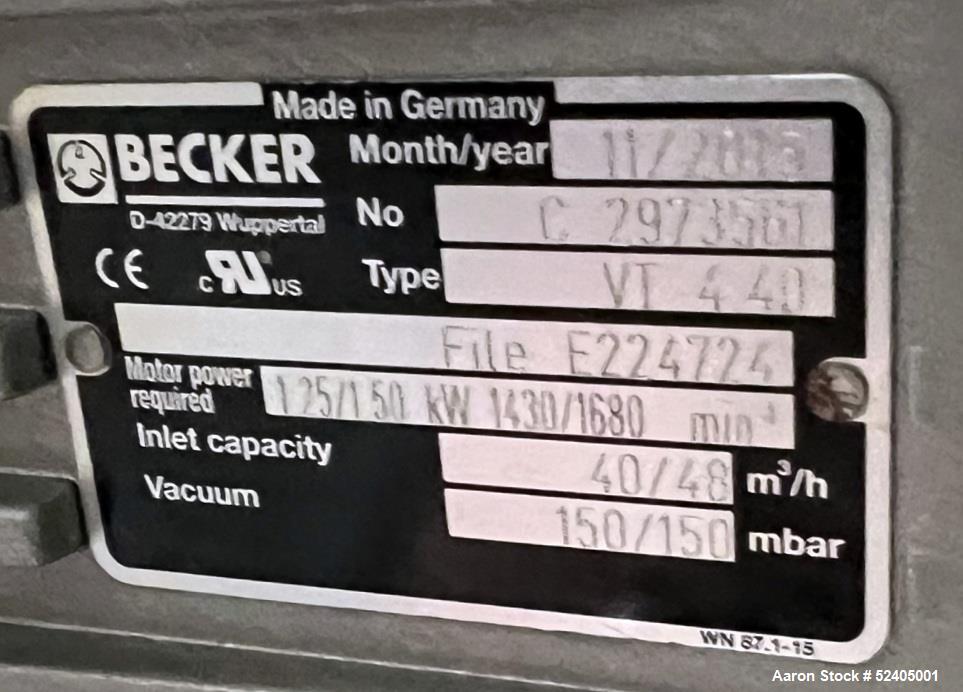 Made in Germany
BECKER
Month/year
D-42279 Wuppertal
No C
Type VT 4 40
CE c RU US
File E224724
Motor power required 1 25/1 50 kW 1430/1680 min⁻¹
Inlet capacity 40/48 m³/h
Vacuum 150/150 mbar
WN 87.1-15
Aaron Stock # 52405001